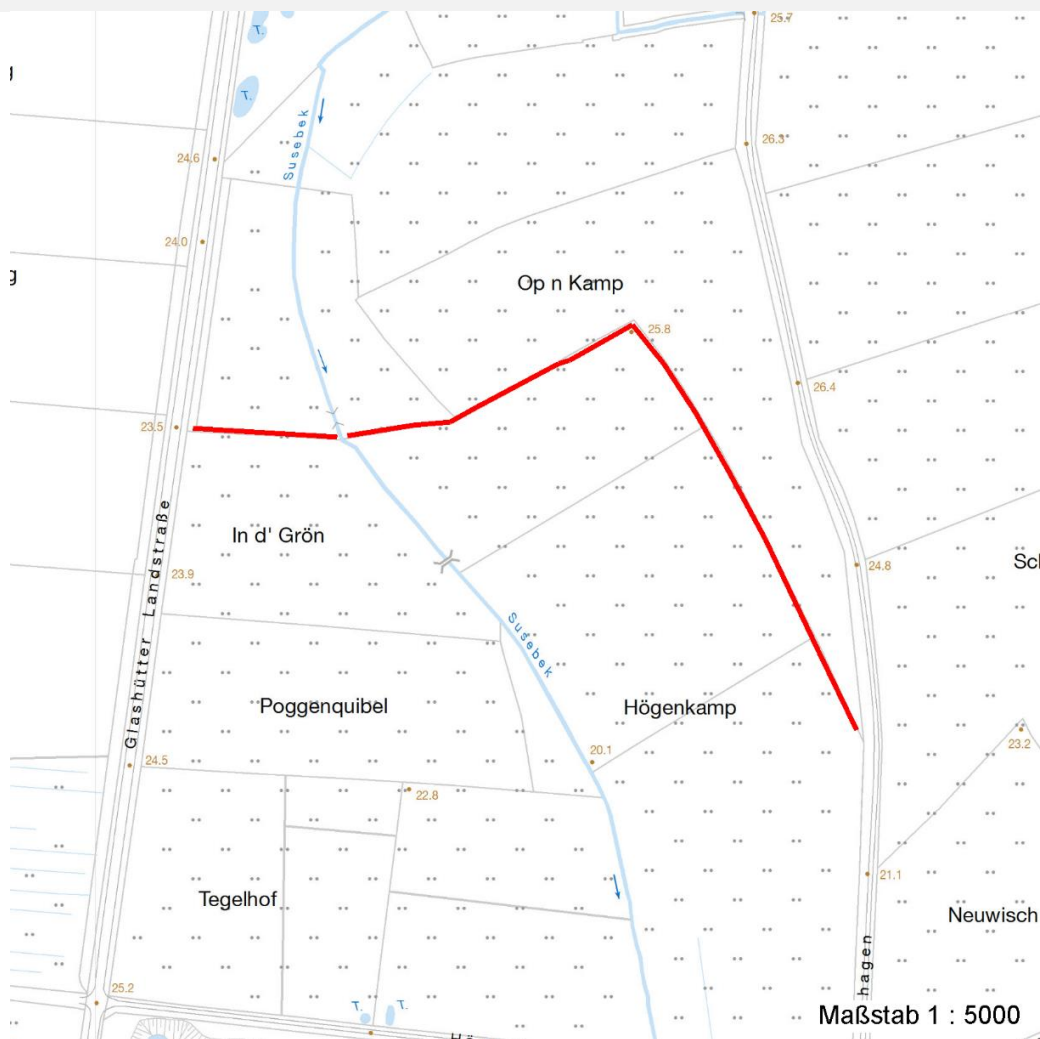 25.7
T.
T.
Susebek
24.6
26.3
24.0
Op n Kamp
25.8
26.4
23.5
In d' Grön
24.8
Glashütter Landstraße
23.9
Susebek
Poggenquibel
Högenkamp
20.1
23.2
24.5
22.8
21.1
Tegelhof
Neuwisch
hagen
25.2
T.
T.
Maßstab 1 : 5000